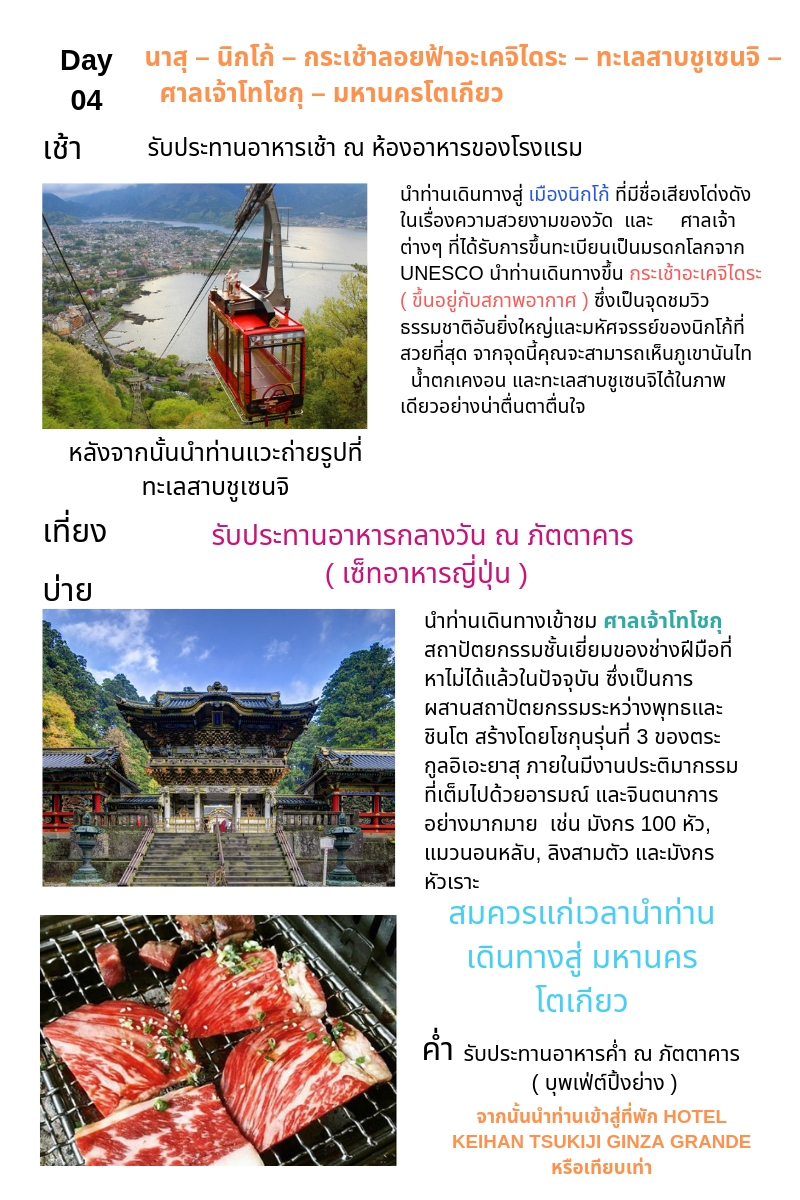 Day
04
นาสุ – นิกโก้ – กระเช้าลอยฟ้าอะเคจิไดระ – ทะเลสาบชูเซนจิ –
ศาลเจ้าโทโชกุ – มหานครโตเกียว
เช้า
รับประทานอาหารเช้า ณ ห้องอาหารของโรงแรม
นำท่านเดินทางสู่ เมืองนิกโก้ ที่มีชื่อเสียงโด่งดัง
ในเรื่องความสวยงามของวัด และ ศาลเจ้า
ต่างๆ ที่ได้รับการขึ้นทะเบียนเป็นมรดกโลกจาก
UNESCO นำท่านเดินทางขึ้น กระเช้าอะเคจิไดระ
( ขึ้นอยู่กับสภาพอากาศ ) ซึ่งเป็นจุดชมวิว
ธรรมชาติอันยิ่งใหญ่และมหัศจรรย์ของนิกโก้ที่
สวยที่สุด จากจุดนี้คุณจะสามารถเห็นภูเขานันไท
น้ำตกเคงอน และทะเลสาบชูเซนจิได้ในภาพ
เดียวอย่างน่าตื่นตาตื่นใจ
หลังจากนั้นนำท่านแวะถ่ายรูปที่
ทะเลสาบชูเซนจิ
เที่ยง
รับประทานอาหารกลางวัน ณ ภัตตาคาร
( เซ็ทอาหารญี่ปุ่น )
บ่าย
นำท่านเดินทางเข้าชม ศาลเจ้าโทโชกุ
สถาปัตยกรรมชั้นเยี่ยมของช่างฝีมือที่
หาไม่ได้แล้วในปัจจุบัน ซึ่งเป็นการ
ผสานสถาปัตยกรรมระหว่างพุทธและ
ชินโต สร้างโดยโชกุนรุ่นที่ 3 ของตระ
กูลอิเอะยาสุ ภายในมีงานประติมากรรม
ที่เต็มไปด้วยอารมณ์ และจินตนาการ
อย่างมากมาย เช่น มังกร 100 หัว,
แมวนอนหลับ, ลิงสามตัว และมังกร
หัวเราะ
สมควรแก่เวลานำท่าน
เดินทางสู่ มหานคร
โตเกียว
ค่ำ
รับประทานอาหารค่ำ ณ ภัตตาคาร
( บุพเฟ่ต์ปิ้งย่าง )
จากนั้นนำท่านเข้าสู่ที่พัก HOTEL
KEIHAN TSUKIJI GINZA GRANDE
หรือเทียบเท่า